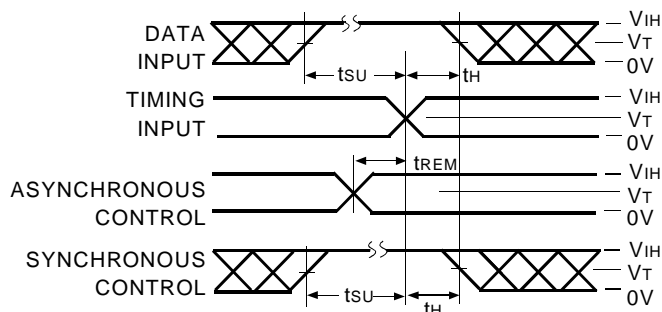 DATA
INPUT
tSU
tH
VIH
VT
0V
TIMING
INPUT
VIH
VT
0V
tREM
ASYNCHRONOUS
CONTROL
VIH
VT
0V
SYNCHRONOUS
CONTROL
tSU
tH
VIH
VT
0V